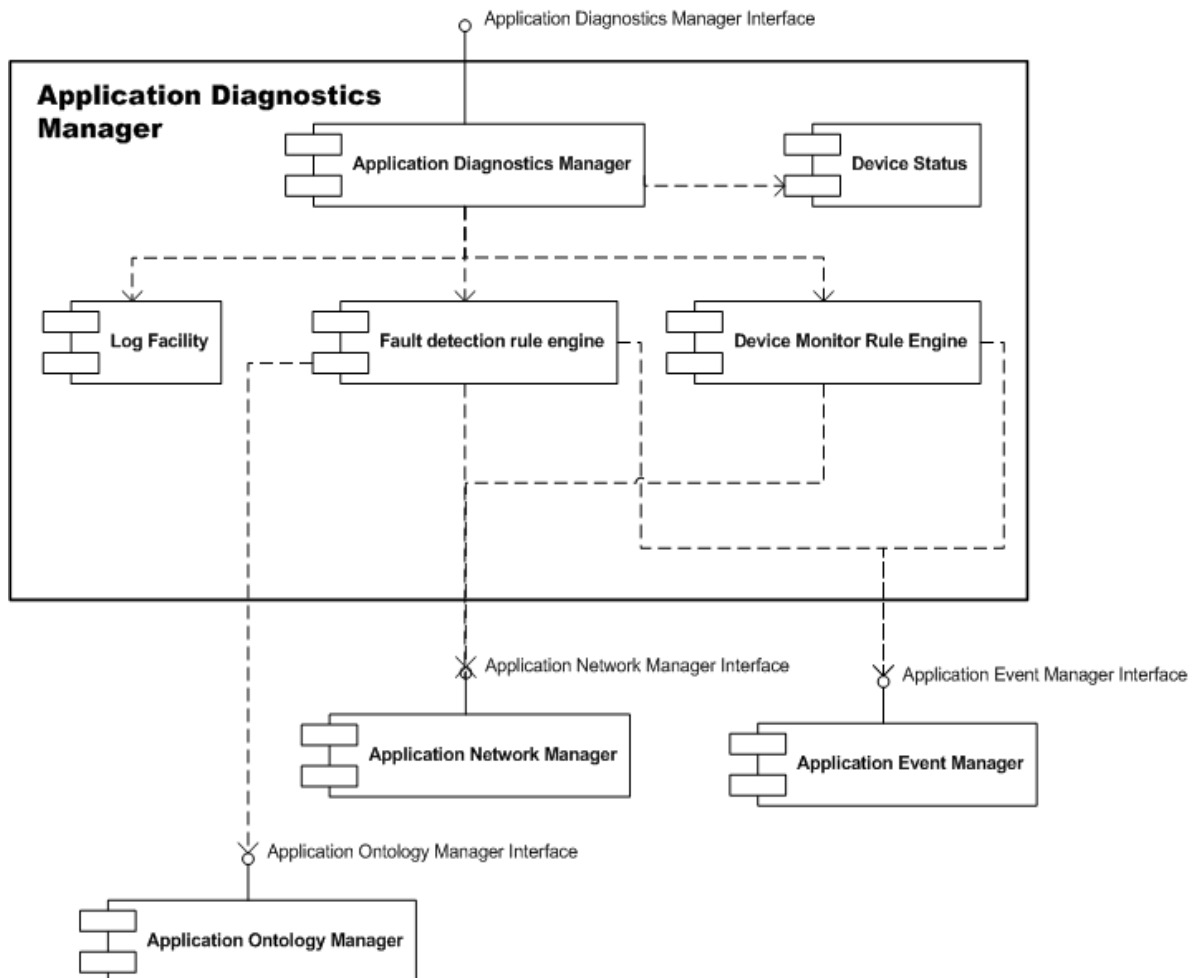 Application Diagnostics Manager Interface
Application Diagnostics
Manager
Application Diagnostics Manager
Device Status
Log Facility
Fault detection rule engine
Device Monitor Rule Engine
Application Network Manager Interface
Application Event Manager Interface
Application Network Manager
Application Event Manager
Application Ontology Manager Interface
Application Ontology Manager